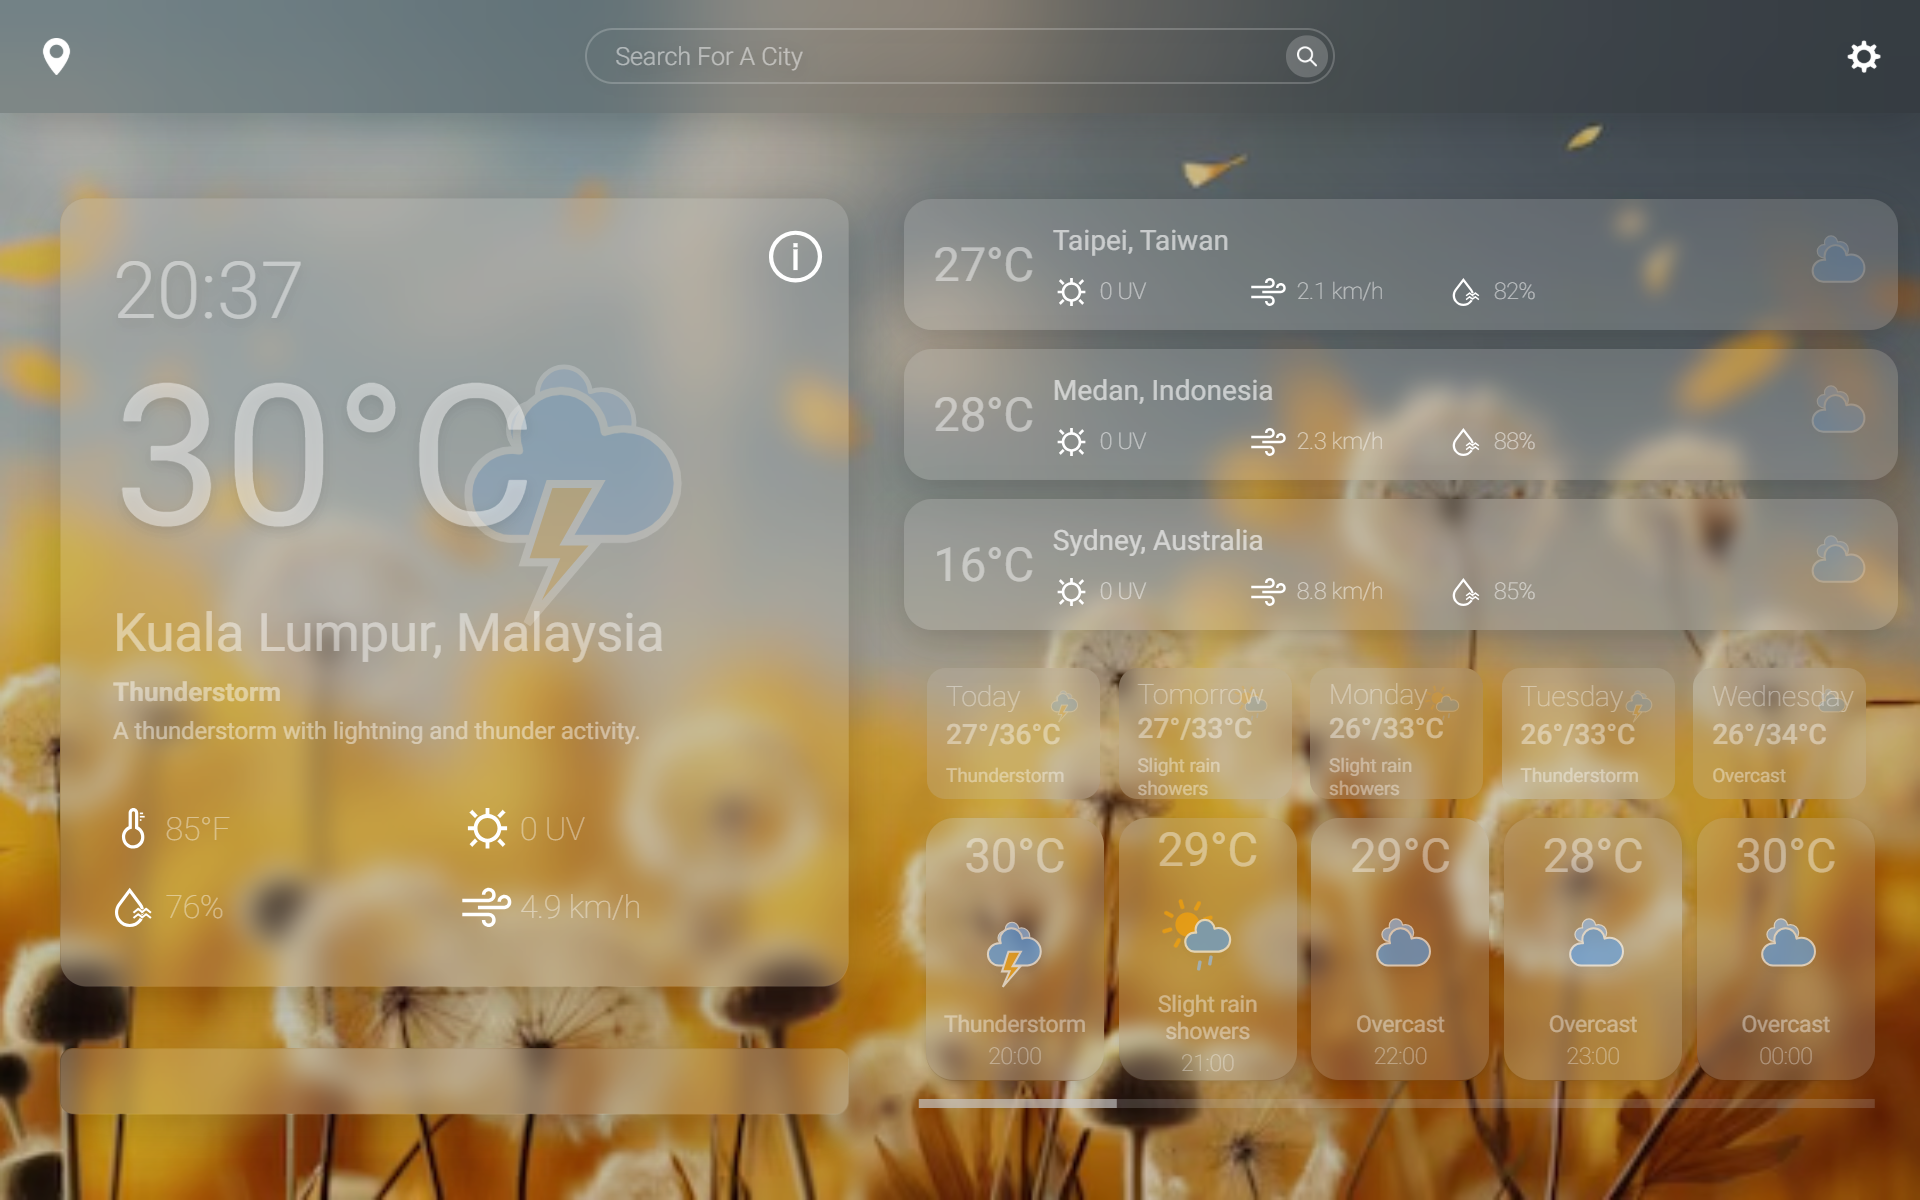 Search For A City
20:37
30°C
Kuala Lumpur, Malaysia
Thunderstorm
A thunderstorm with lightning and thunder activity.
85°F
0 UV
76%
4.9 km/h
27°C
Taipei, Taiwan
0 UV
2.1 km/h
82%
28°C
Medan, Indonesia
0 UV
2.3 km/h
88%
16°C
Sydney, Australia
0 UV
8.8 km/h
85%
Today
27°/36°C
Thunderstorm
Tomorrow
27°/33°C
Slight rain
showers
Monday
26°/33°C
Slight rain
showers
Tuesday
26°/33°C
Thunderstorm
Wednesday
26°/34°C
Overcast
30°C
Thunderstorm
20:00
29°C
Slight rain
showers
21:00
29°C
Overcast
22:00
28°C
Overcast
23:00
30°C
Overcast
00:00